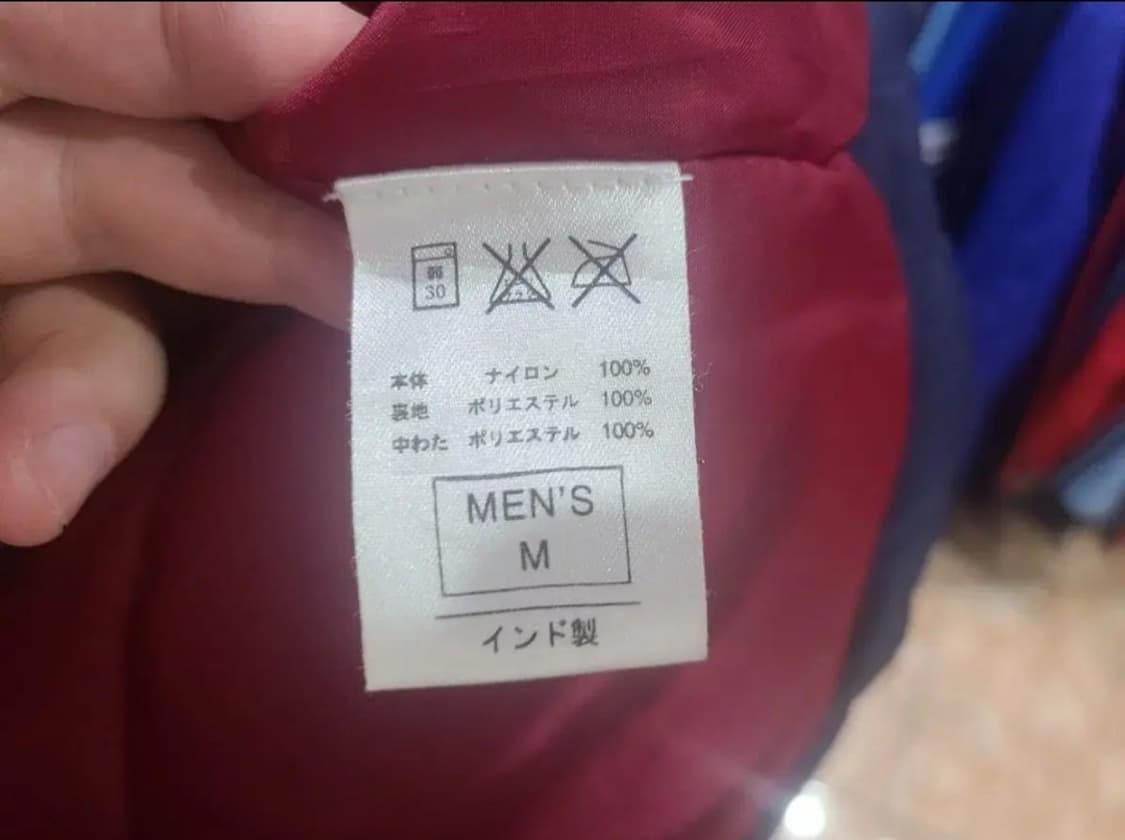 弱
30
本体 ナイロン 100%
裏地 ポリエステル 100%
中わた ポリエステル 100%
MEN'S
M
インド製